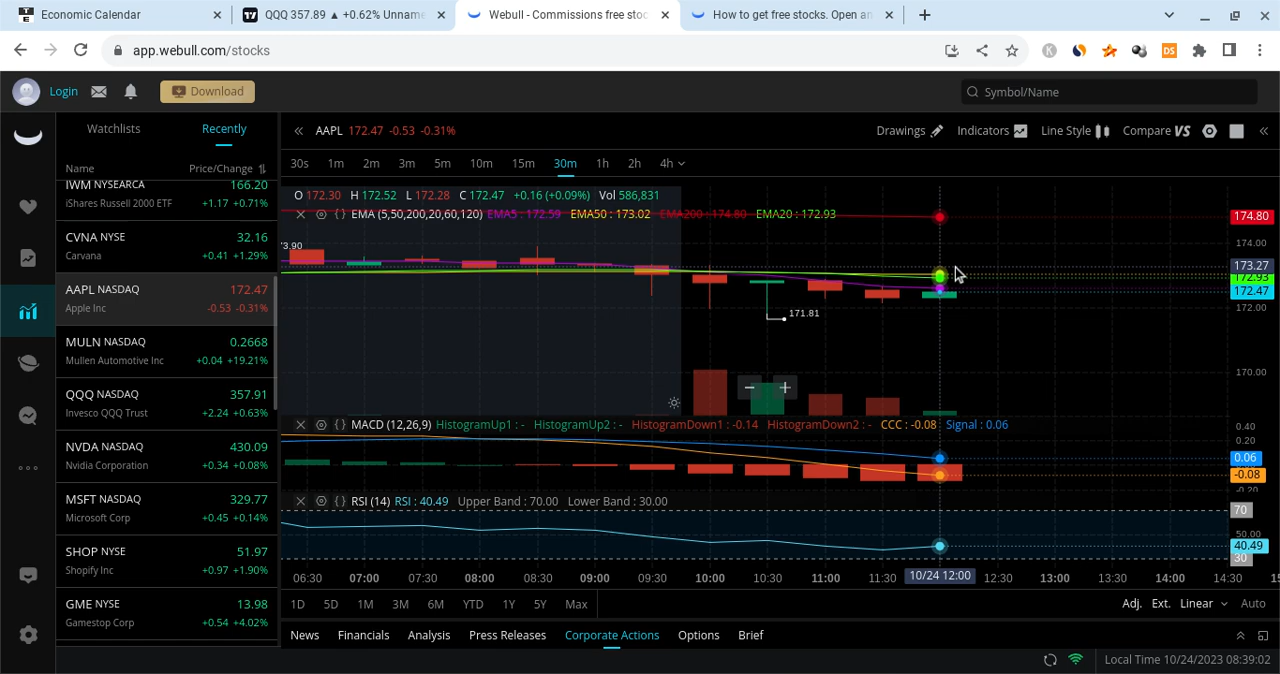 Economic Calendar
QQQ 357.89 ▲ +0.62% Unname
Webull - Commissions free stoc
How to get free stocks. Open an
app.webull.com/stocks
K
DS
Login
Download
Symbol/Name
Watchlists
Recently
« AAPL 172.47 -0.53 -0.31%
Drawings
Indicators
Line Style
Compare VS
«
30s 1m 2m 3m 5m 10m 15m 30m 1h 2h 4h
Name Price/Change
IWM NYSEARCA 166.20
iShares Russell 2000 ETF +1.17 +0.71%
CVNA NYSE 32.16
Carvana +0.41 +1.29%
AAPL NASDAQ 172.47
Apple Inc -0.53 -0.31%
MULN NASDAQ 0.2668
Mullen Automotive Inc +0.04 +19.21%
QQQ NASDAQ 357.91
Invesco QQQ Trust +2.24 +0.63%
NVDA NASDAQ 430.09
Nvidia Corporation +0.34 +0.08%
MSFT NASDAQ 329.77
Microsoft Corp +0.45 +0.14%
SHOP NYSE 51.97
Shopify Inc +0.97 +1.90%
GME NYSE 13.98
Gamestop Corp +0.54 +4.02%
O 172.30 H 172.52 L 172.28 C 172.47 +0.16 (+0.09%) Vol 586,831
EMA (5,50,200,20,60,120) EMA5 : 172.59 EMA50 : 173.02 EMA200 : 174.80 EMA20 : 172.93
3.90
171.81
174.80
174.00
173.27
172.93
172.47
172.00
170.00
MACD (12,26,9) HistogramUp1 : - HistogramUp2 : - HistogramDown1 : -0.14 HistogramDown2 : - CCC : -0.08 Signal : 0.06
0.40
0.20
0.06
-0.08
-0.20
RSI (14) RSI : 40.49 Upper Band : 70.00 Lower Band : 30.00
70
50.00
40.49
30
06:30 07:00 07:30 08:00 08:30 09:00 09:30 10:00 10:30 11:00 11:30 10/24 12:00 12:30 13:00 13:30 14:00 14:30
1D 5D 1M 3M 6M YTD 1Y 5Y Max
Adj. Ext. Linear Auto
News Financials Analysis Press Releases Corporate Actions Options Brief
Local Time 10/24/2023 08:39:02